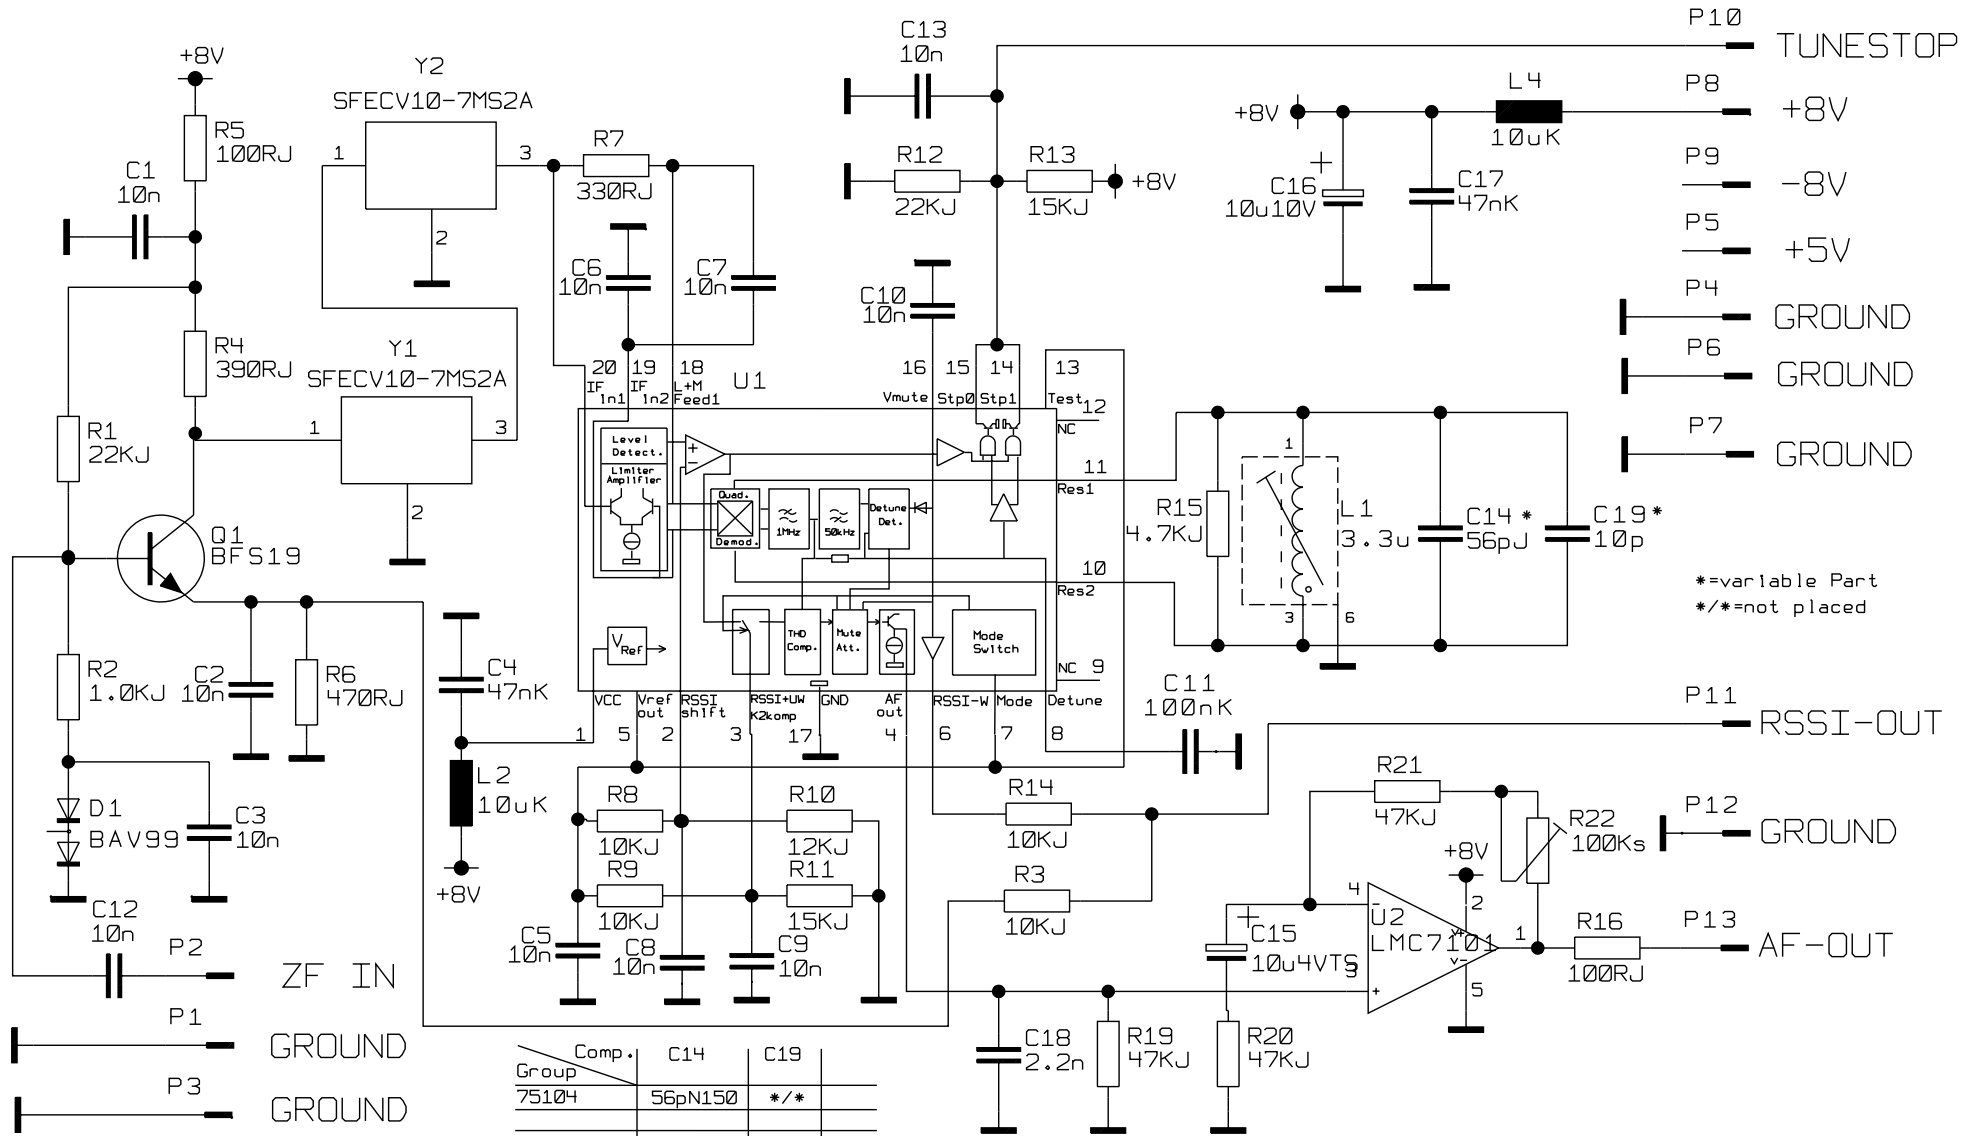 P10
TUNESTOP
C13
10n
+8V
Y2
SFECV10-7MS2A
L4
10uK
P8
+8V
+8V
R5
100RJ
R7
330RJ
1
3
2
R12
22KJ
R13
15KJ
+8V
+
C16
10u10V
C17
47nK
P9
-8V
C1
10n
P5
+5V
C6
10n
C7
10n
C10
10n
P4
GROUND
R4
390RJ
Y1
SFECV10-7MS2A
P6
GROUND
20
19
18
U1
16
15
14
13
IF
In1
IF
In2
L+M
Feed1
Vmute
Stp0
Stp1
Test
12
NC
P7
GROUND
R1
22KJ
1
3
2
Level
Detect.
Limiter
Amplifier
+
-
11
Res1
1
Quad.
Demod.
1MHz
50kHz
Detune
Det.
R15
4.7KJ
L1
3.3u
C14 *
56pJ
C19*
10p
Q1
BFS19
10
Res2
3
6
*=variable Part
*/*=not placed
V
Ref
THD
Comp.
Mute
Att.
Mode
Switch
NC
9
R2
1.0KJ
C2
10n
R6
470RJ
C4
47nK
VCC
Vref
out
RSSI
shift
RSSI+UW
K2komp
GND
AF
out
RSSI-W
Mode
Detune
1
5
2
3
17
4
6
7
8
C11
100nK
P11
RSSI-OUT
L2
10uK
+8V
D1
BAV99
C3
10n
R8
10KJ
R10
12KJ
R9
10KJ
R11
15KJ
R14
10KJ
R3
10KJ
R21
47KJ
R22
100Ks
P12
GROUND
+8V
4
2
-
U2
LMC7101
V+
V-
1
3
+
5
R16
100RJ
P13
AF-OUT
C12
10n
P2
ZF IN
C5
10n
C8
10n
C9
10n
+
C15
10u4VTS
P1
GROUND
C18
2.2n
R19
47KJ
R20
47KJ
P3
GROUND
Comp.
C14
C19
Group
75104
56pN150
*/*